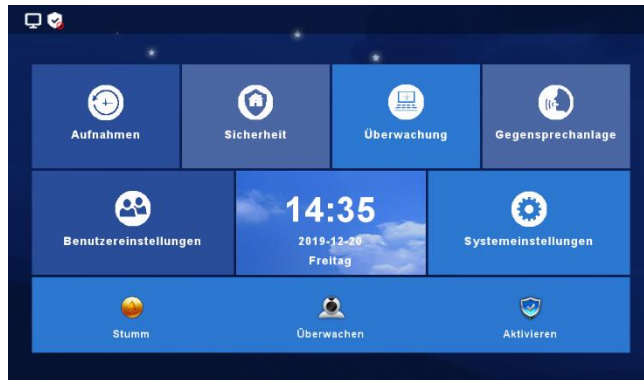 Aufnahmen
Sicherheit
Überwachung
Gegensprechanlage
Benutzereinstellungen
14:35
2019-12-20
Freitag
Systemeinstellungen
Stumm
Überwachen
Aktivieren